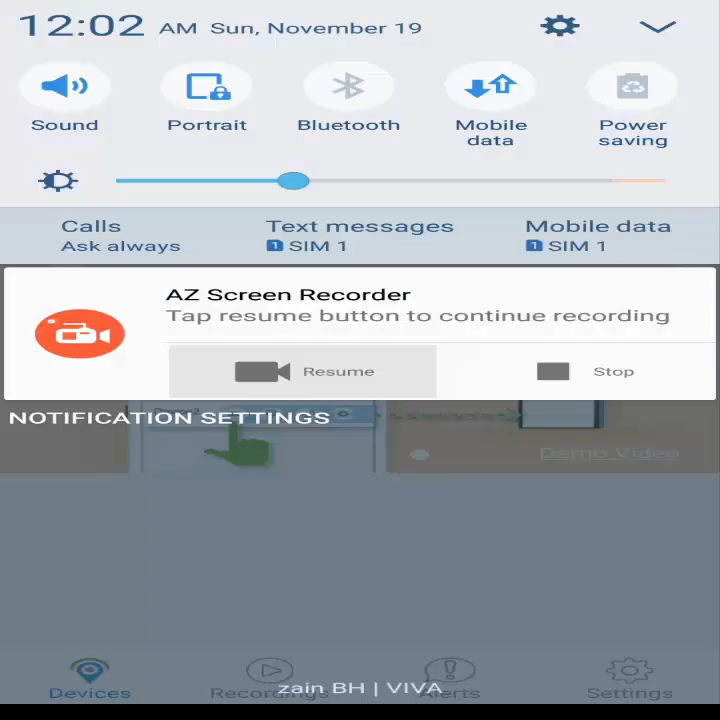 12:02 AM Sun, November 19
Sound Portrait Bluetooth Mobile data Power saving
Calls Text messages Mobile data
Ask always 1 SIM 1 1 SIM 1
AZ Screen Recorder
Tap resume button to continue recording
Resume Stop
NOTIFICATION SETTINGS
Demo Video
Devices Recordings Alerts Settings
zain BH | VIVA